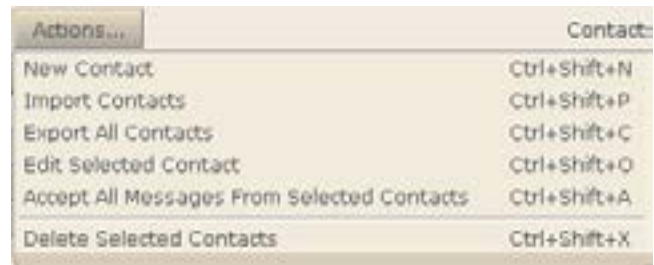 Actions... Contact
New Contact Ctrl+Shift+N
Import Contacts Ctrl+Shift+P
Export All Contacts Ctrl+Shift+C
Edit Selected Contact Ctrl+Shift+O
Accept All Messages From Selected Contacts Ctrl+Shift+A
Delete Selected Contacts Ctrl+Shift+X